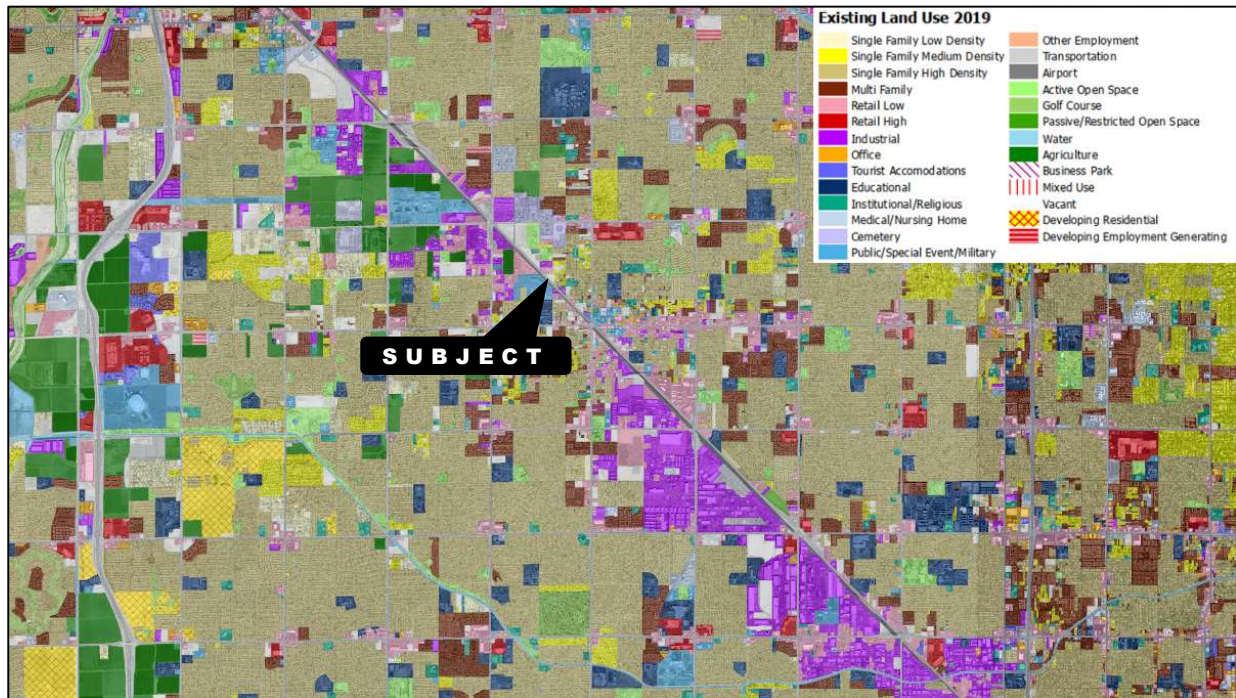 Existing Land Use 2019
Single Family Low Density
Single Family Medium Density
Single Family High Density
Multi Family
Retail Low
Retail High
Industrial
Office
Tourist Accomodations
Educational
Institutional/Religious
Medical/Nursing Home
Cemetery
Public/Special Event/Military
Other Employment
Transportation
Airport
Active Open Space
Golf Course
Passive/Restricted Open Space
Water
Agriculture
Business Park
Mixed Use
Vacant
Developing Residential
Developing Employment Generating
SUBJECT